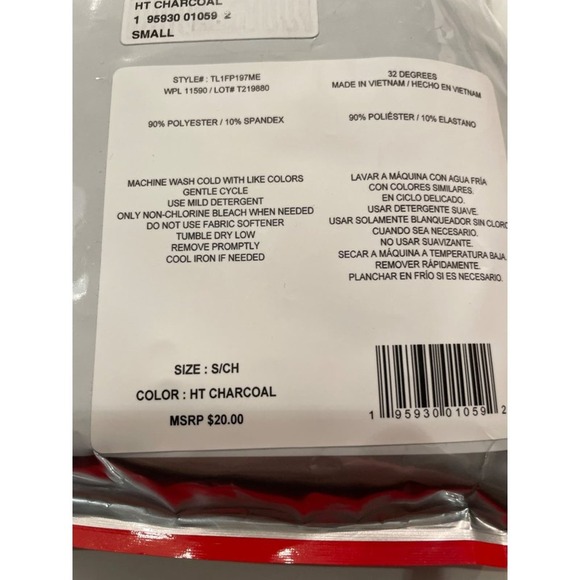 HT CHARCOAL
1 95930 01059 2
SMALL
STYLE# : TL1FP197ME
WPL 11590 / LOT# T219880
90% POLYESTER / 10% SPANDEX
MACHINE WASH COLD WITH LIKE COLORS
GENTLE CYCLE
USE MILD DETERGENT
ONLY NON-CHLORINE BLEACH WHEN NEEDED
DO NOT USE FABRIC SOFTENER
TUMBLE DRY LOW
REMOVE PROMPTLY
COOL IRON IF NEEDED
32 DEGREES
MADE IN VIETNAM / HECHO EN VIETNAM
90% POLIÉSTER / 10% ELASTANO
LAVAR A MÁQUINA CON AGUA FRÍA
CON COLORES SIMILARES.
EN CICLO DELICADO.
USAR DETERGENTE SUAVE.
USAR SOLAMENTE BLANQUEADOR SIN CLORO
CUANDO SEA NECESARIO.
NO USAR SUAVIZANTE.
SECAR A MÁQUINA A TEMPERATURA BAJA.
REMOVER RÁPIDAMENTE.
PLANCHAR EN FRÍO SI ES NECESARIO.
SIZE : S/CH
COLOR : HT CHARCOAL
MSRP $20.00
1 95930 01059 2